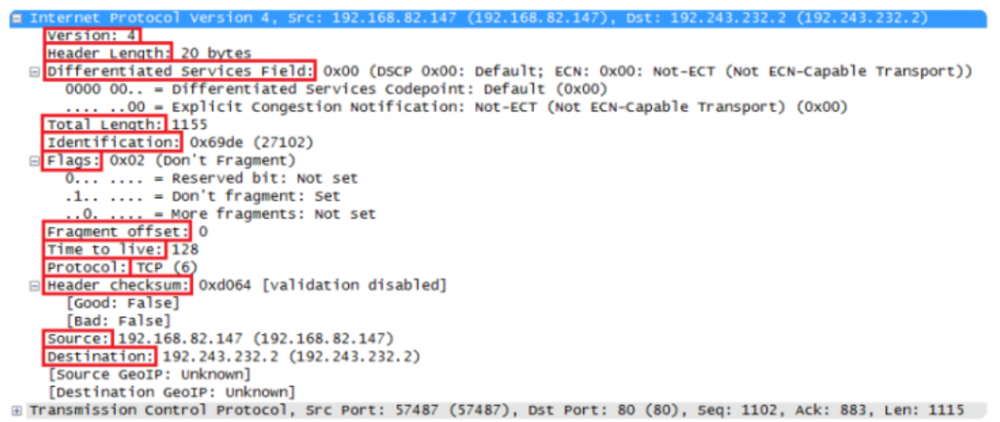 Internet Protocol Version 4, Src: 192.168.82.147 (192.168.82.147), Dst: 192.243.232.2 (192.243.232.2)
Version: 4
Header Length: 20 bytes
Differentiated Services Field: 0x00 (DSCP 0x00: Default; ECN: 0x00: Not-ECT (Not ECN-Capable Transport))
0000 00.. = Differentiated Services Codepoint: Default (0x00)
.... ..00 = Explicit Congestion Notification: Not-ECT (Not ECN-Capable Transport) (0x00)
Total Length: 1155
Identification: 0x69de (27102)
Flags: 0x02 (Don't Fragment)
0... .... = Reserved bit: Not set
.1.. .... = Don't fragment: Set
..0. .... = More fragments: Not set
Fragment offset: 0
Time to live: 128
Protocol: TCP (6)
Header checksum: 0xd064 [validation disabled]
[Good: False]
[Bad: False]
Source: 192.168.82.147 (192.168.82.147)
Destination: 192.243.232.2 (192.243.232.2)
[Source GeoIP: Unknown]
[Destination GeoIP: Unknown]
Transmission Control Protocol, Src Port: 57487 (57487), Dst Port: 80 (80), Seq: 1102, Ack: 883, Len: 1115